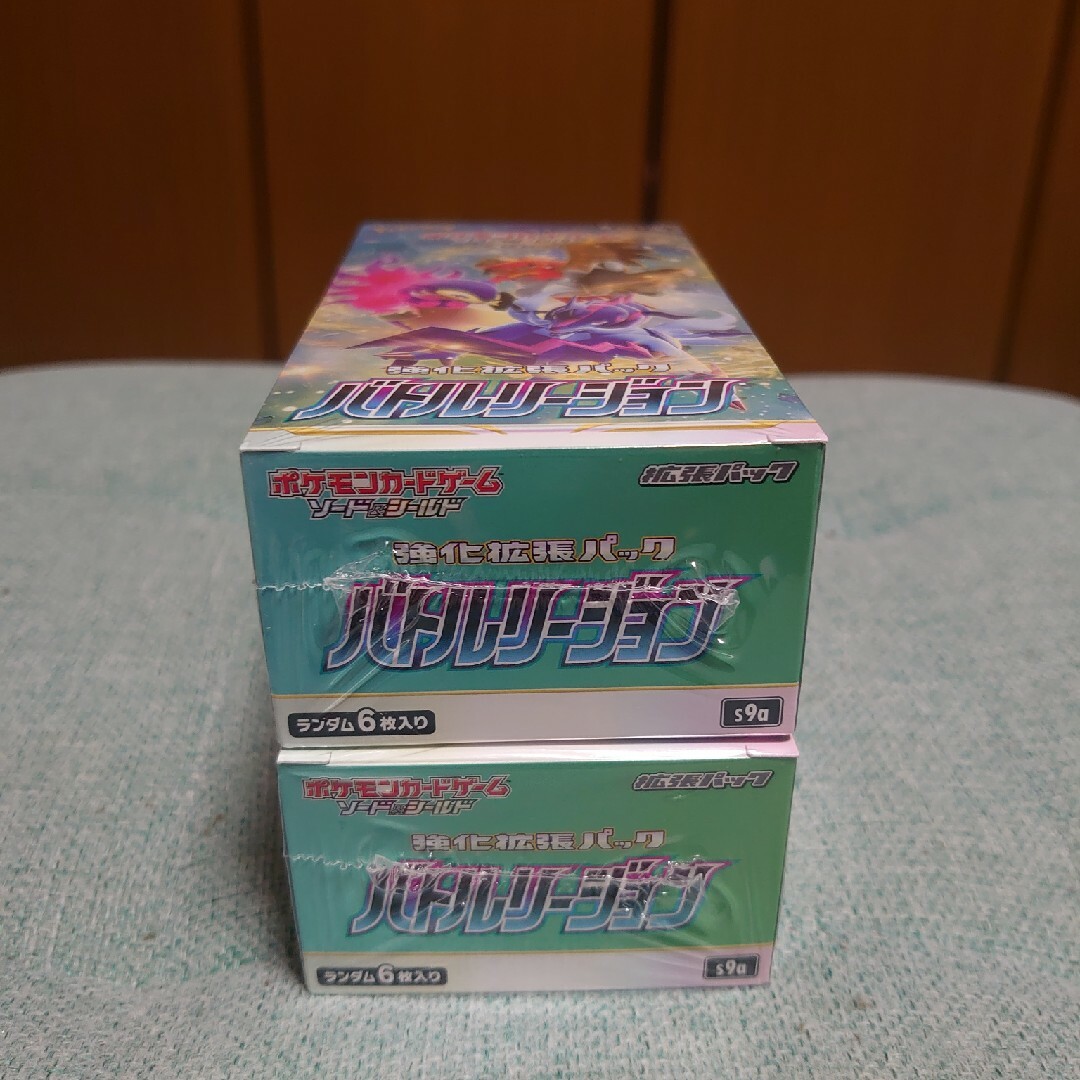 強化拡張パック
バトルリージョン
ポケモンカードゲーム
ソード&シールド
拡張パック
強化拡張パック
バトルリージョン
ランダム6枚入り
s9a
ポケモンカードゲーム
ソード&シールド
拡張パック
強化拡張パック
バトルリージョン
ランダム6枚入り
s9a